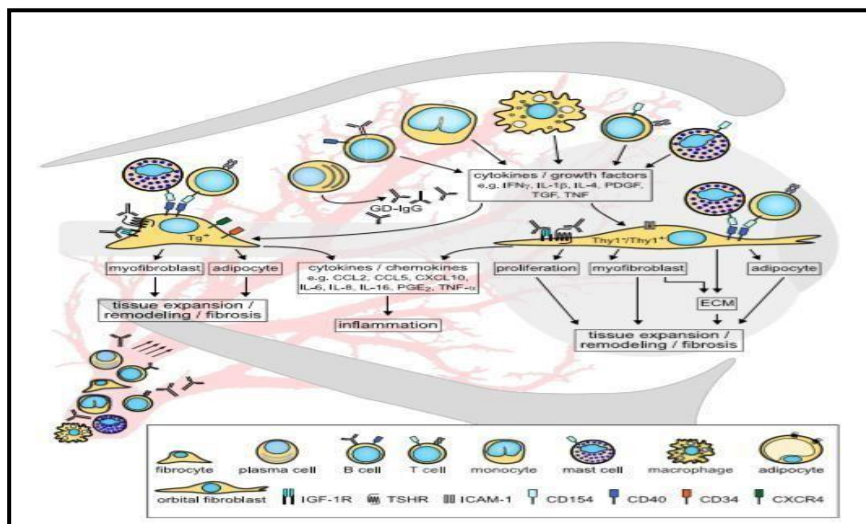 cytokines / growth factors
e.g. IFNγ, IL-1β, IL-4, PDGF,
TGF, TNF
GD-IgG
Tg⁺
Thy1⁻/Thy1⁺
myofibroblast
adipocyte
cytokines / chemokines
e.g. CCL2, CCL5, CXCL10,
IL-6, IL-8, IL-16, PGE₂, TNF-α
proliferation
myofibroblast
adipocyte
ECM
tissue expansion /
remodeling / fibrosis
inflammation
tissue expansion /
remodeling / fibrosis
fibrocyte
plasma cell
B cell
T cell
monocyte
mast cell
macrophage
adipocyte
orbital fibroblast
IGF-1R
TSHR
ICAM-1
CD154
CD40
CD34
CXCR4